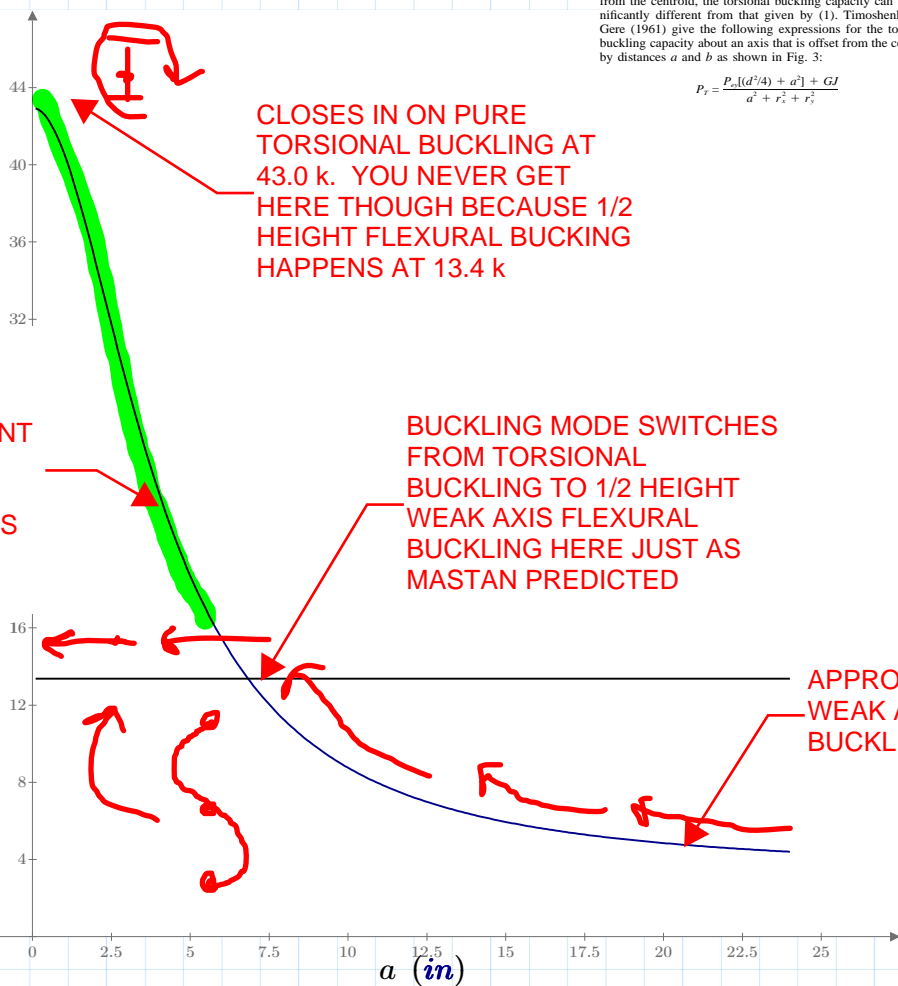 from the centroid, the torsional buckling capacity can
nificantly different from that given by (1).
Gere (1961) give the following expressions for the
buckling capacity about an axis that is offset from the
by distances a and b as shown in Fig. 3:
P_T = P_ey[(d²/4) + a²] + GJ / a² + r_x² + r_y²
44
CLOSES IN ON PURE
TORSIONAL BUCKLING AT
43.0 k. YOU NEVER GET
HERE THOUGH BECAUSE 1/2
HEIGHT FLEXURAL BUCKING
HAPPENS AT 13.4 k
40
36
32
NT
S
BUCKLING MODE SWITCHES
FROM TORSIONAL
BUCKLING TO 1/2 HEIGHT
WEAK AXIS FLEXURAL
BUCKLING HERE JUST AS
MASTAN PREDICTED
16
12
8
4
APPRO
WEAK A
BUCKL
0 2.5 5 7.5 10 12.5 15 17.5 20 22.5 25
a (in)